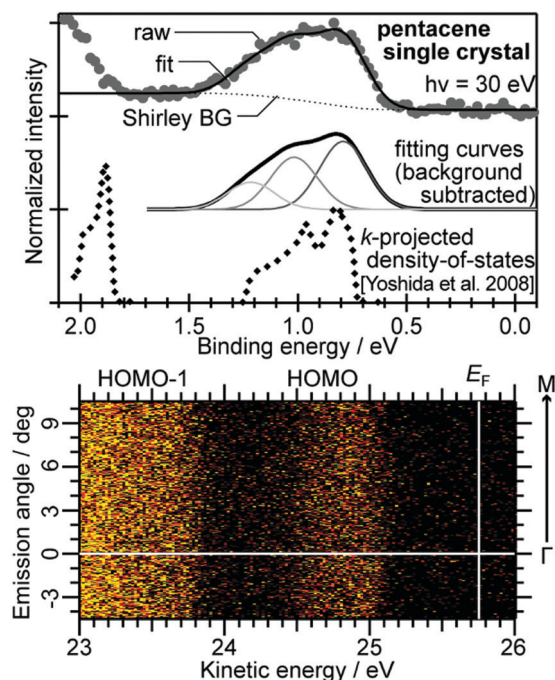 pentacene
single crystal
hν = 30 eV
raw
fit
Shirley BG
fitting curves
(background
subtracted)
k-projected
density-of-states
[Yoshida et al. 2008]
Normalized intensity
2.0 1.5 1.0 0.5 0.0
Binding energy / eV
HOMO-1 HOMO EF M
Γ
Emission angle / deg
9
6
3
0
-3
23 24 25 26
Kinetic energy / eV